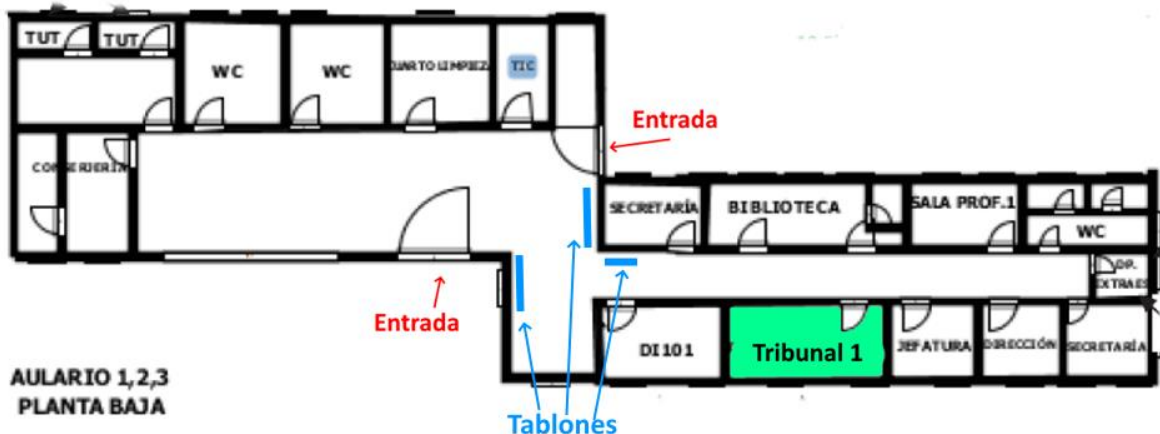 TUT
TUT
WC
WC
CUARTO LIMPIEZA
TIC
Entrada
CONSERJERÍA
SECRETARÍA
BIBLIOTECA
SALA PROF.1
WC
DP.
EXTRAES
Entrada
DI101
Tribunal 1
JEFATURA
DIRECCIÓN
SECRETARÍA
AULARIO 1,2,3
PLANTA BAJA
Tablones